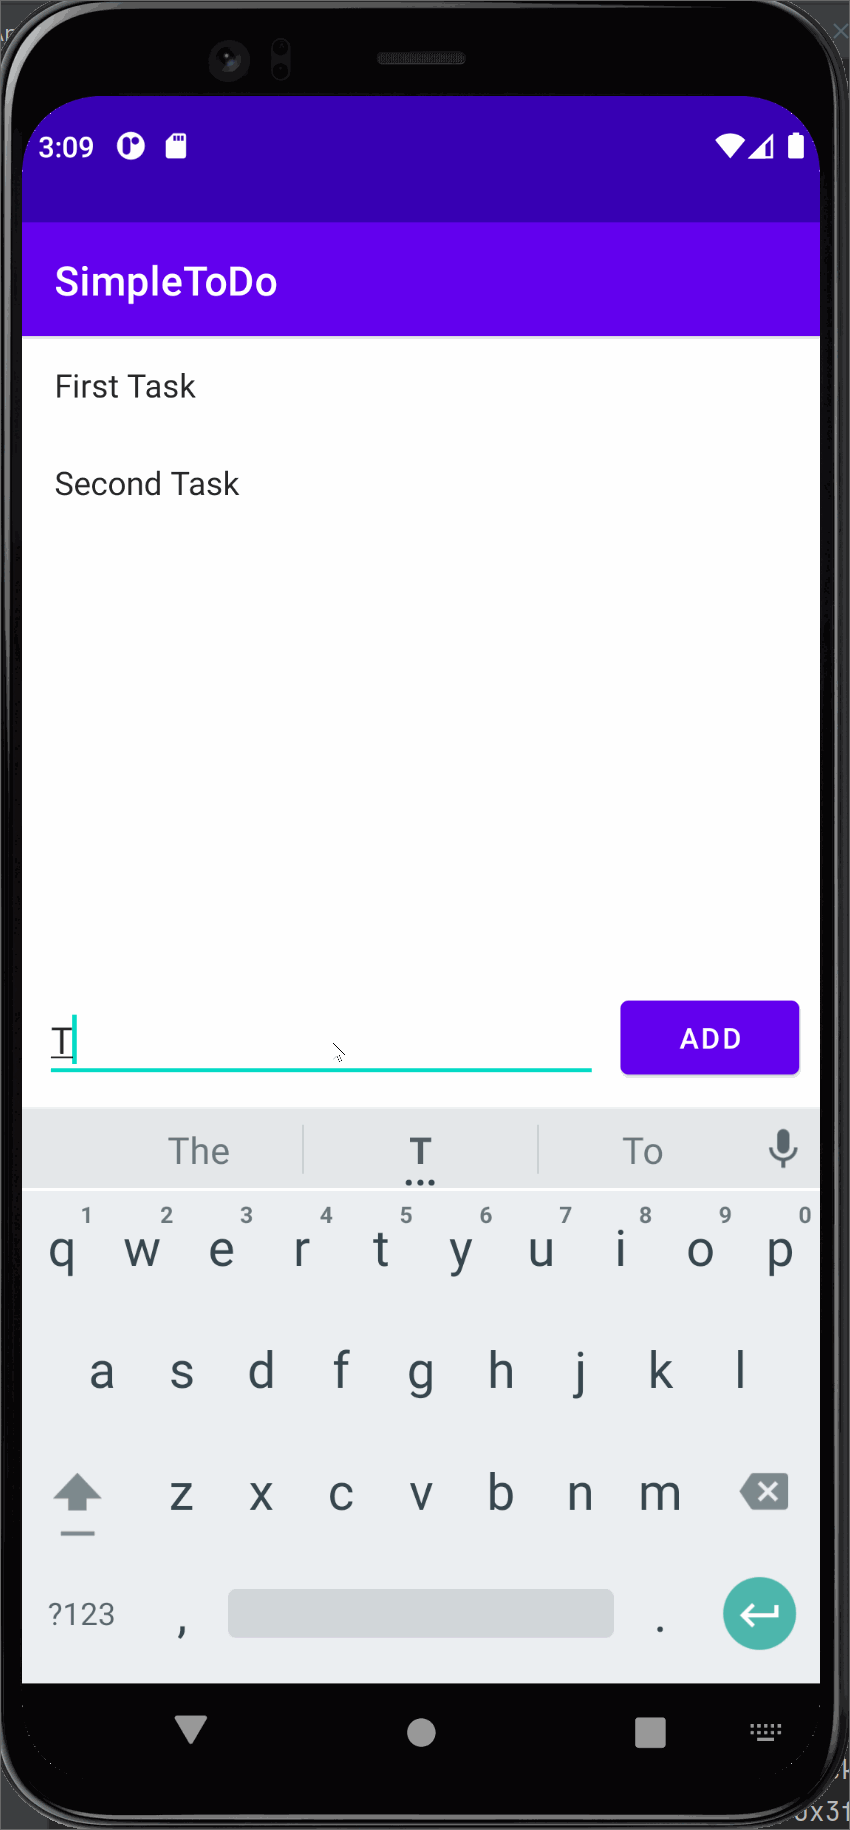 3:09
SimpleToDo
First Task
Second Task
T
ADD
The T To
1 2 3 4 5 6 7 8 9 0
q w e r t y u i o p
a s d f g h j k l
z x c v b n m
?123 , .